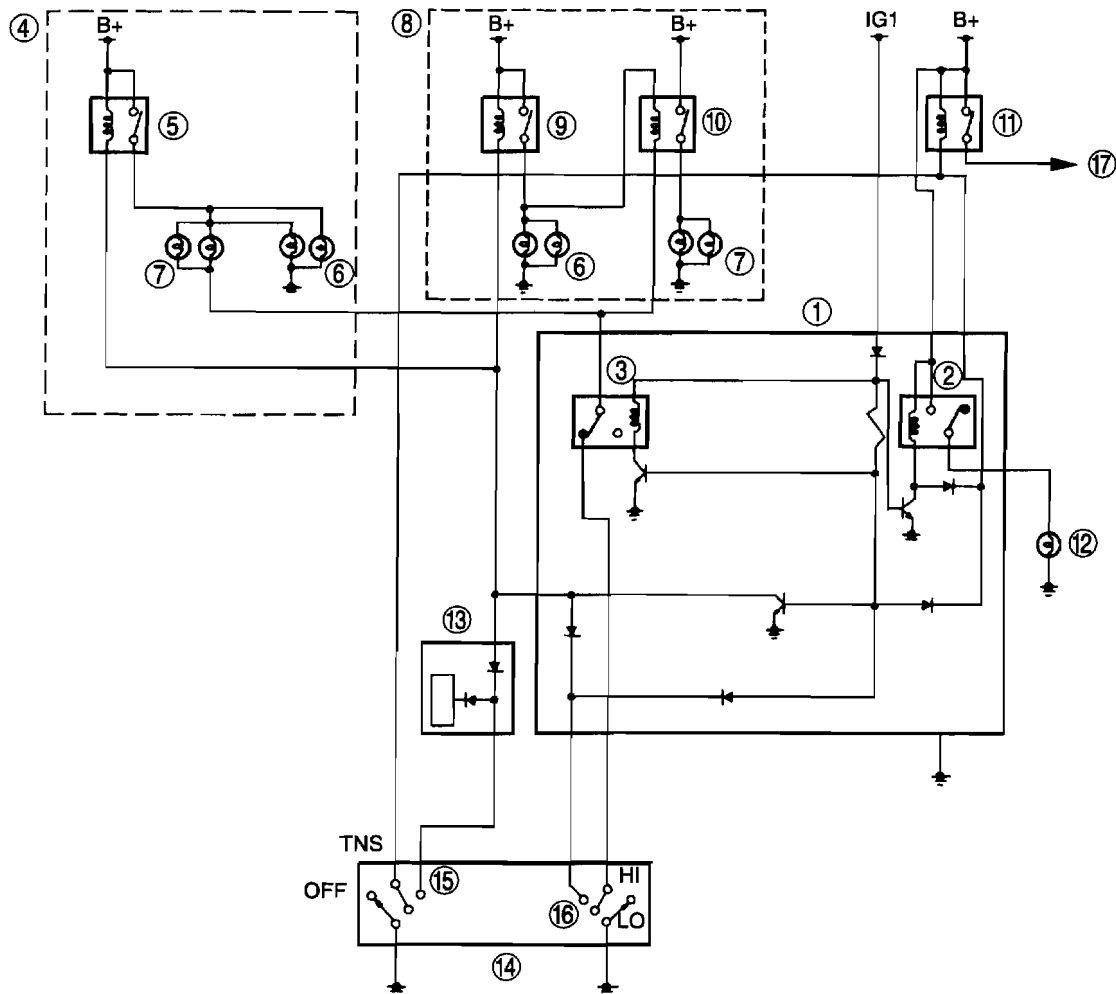 ④ B+ ⑧ B+ B+ IG1 B+
⑤ ⑨ ⑩ ⑪
⑰
⑦ ⑥ ⑥ ⑦
①
③ ②
⑫
⑬
TNS
OFF ⑮ ⑯ HI
LO
⑭